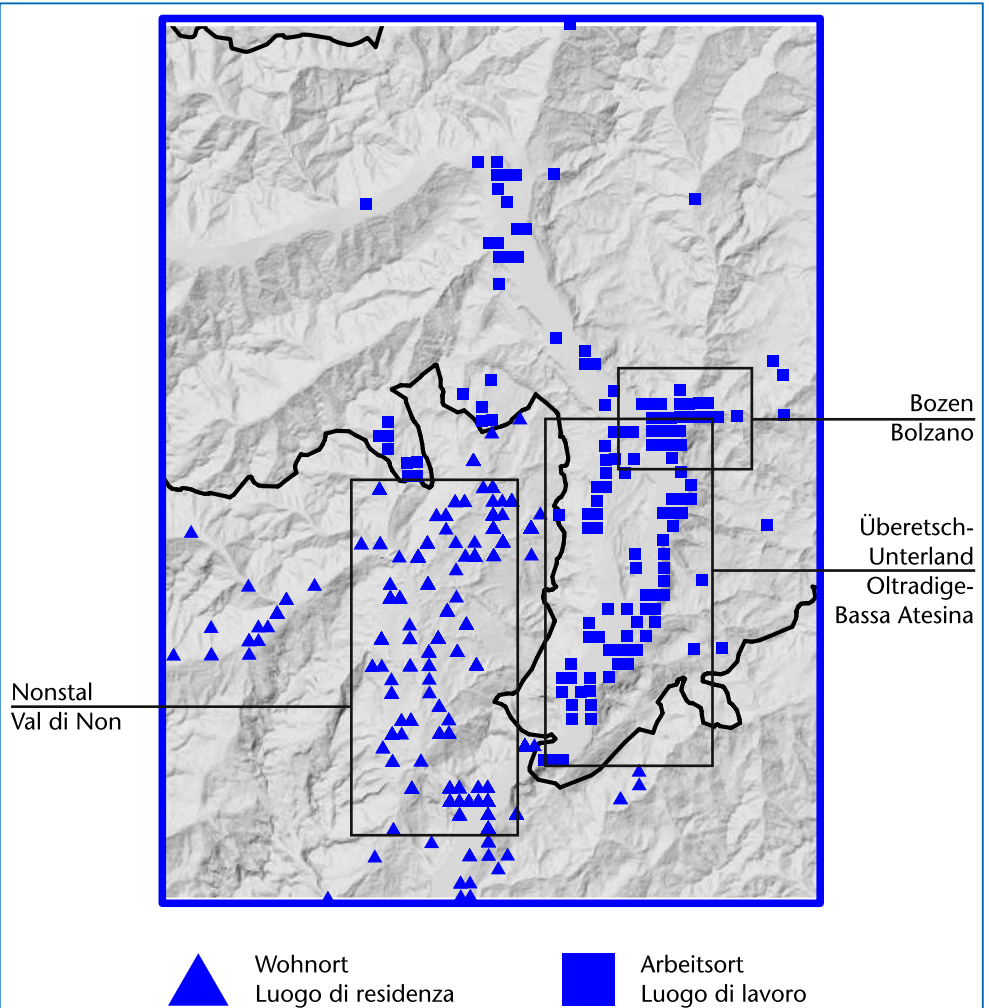 Bozen
Bolzano
Überetsch-
Unterland
Oltradige-
Bassa Atesina
Nonstal
Val di Non
Wohnort
Luogo di residenza
Arbeitsort
Luogo di lavoro